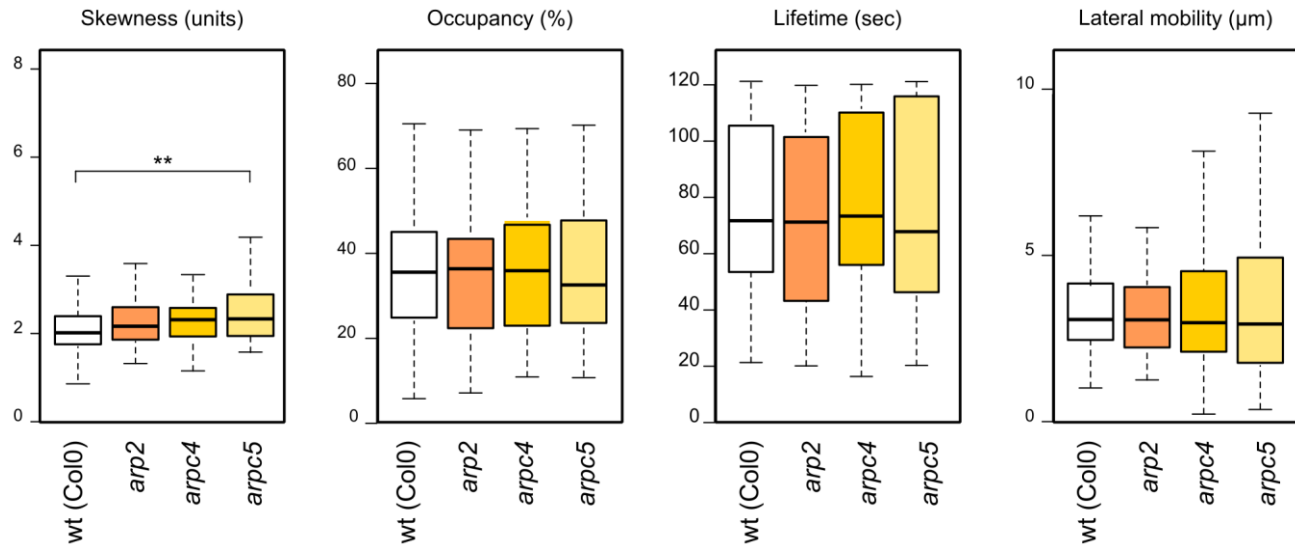 Skewness (units)
Occupancy (%)
Lifetime (sec)
Lateral mobility (μm)
8
6
4
2
0
**
80
60
40
20
0
120
100
80
60
40
20
0
10
5
0
wt (Col0)
arp2
arpc4
arpc5
wt (Col0)
arp2
arpc4
arpc5
wt (Col0)
arp2
arpc4
arpc5
wt (Col0)
arp2
arpc4
arpc5